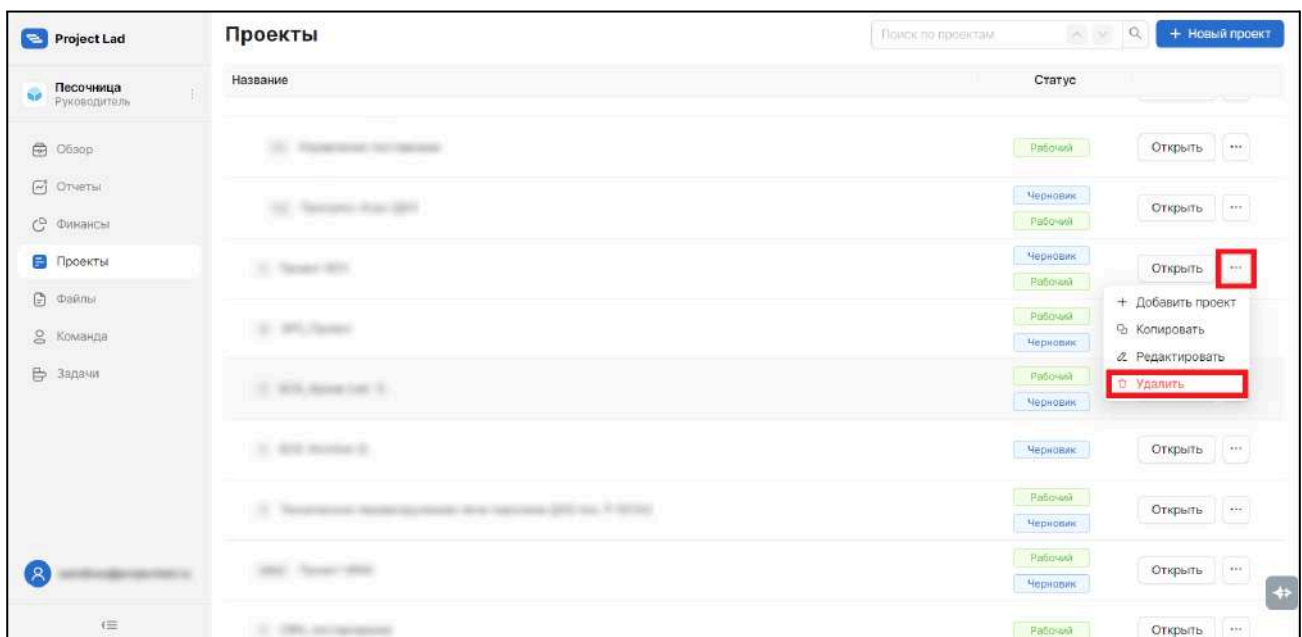 Project Lad
Проекты
Поиск по проектам
+ Новый проект
Песочница
Руководитель
Название
Статус
Обзор
Отчеты
Финансы
Проекты
Файлы
Команда
Задачи
Рабочий
Открыть
Черновик
Рабочий
Открыть
Черновик
Рабочий
Открыть
+ Добавить проект
Копировать
Редактировать
Удалить
Рабочий
Черновик
Рабочий
Черновик
Черновик
Открыть
Рабочий
Черновик
Открыть
Рабочий
Черновик
Открыть
Рабочий
Открыть